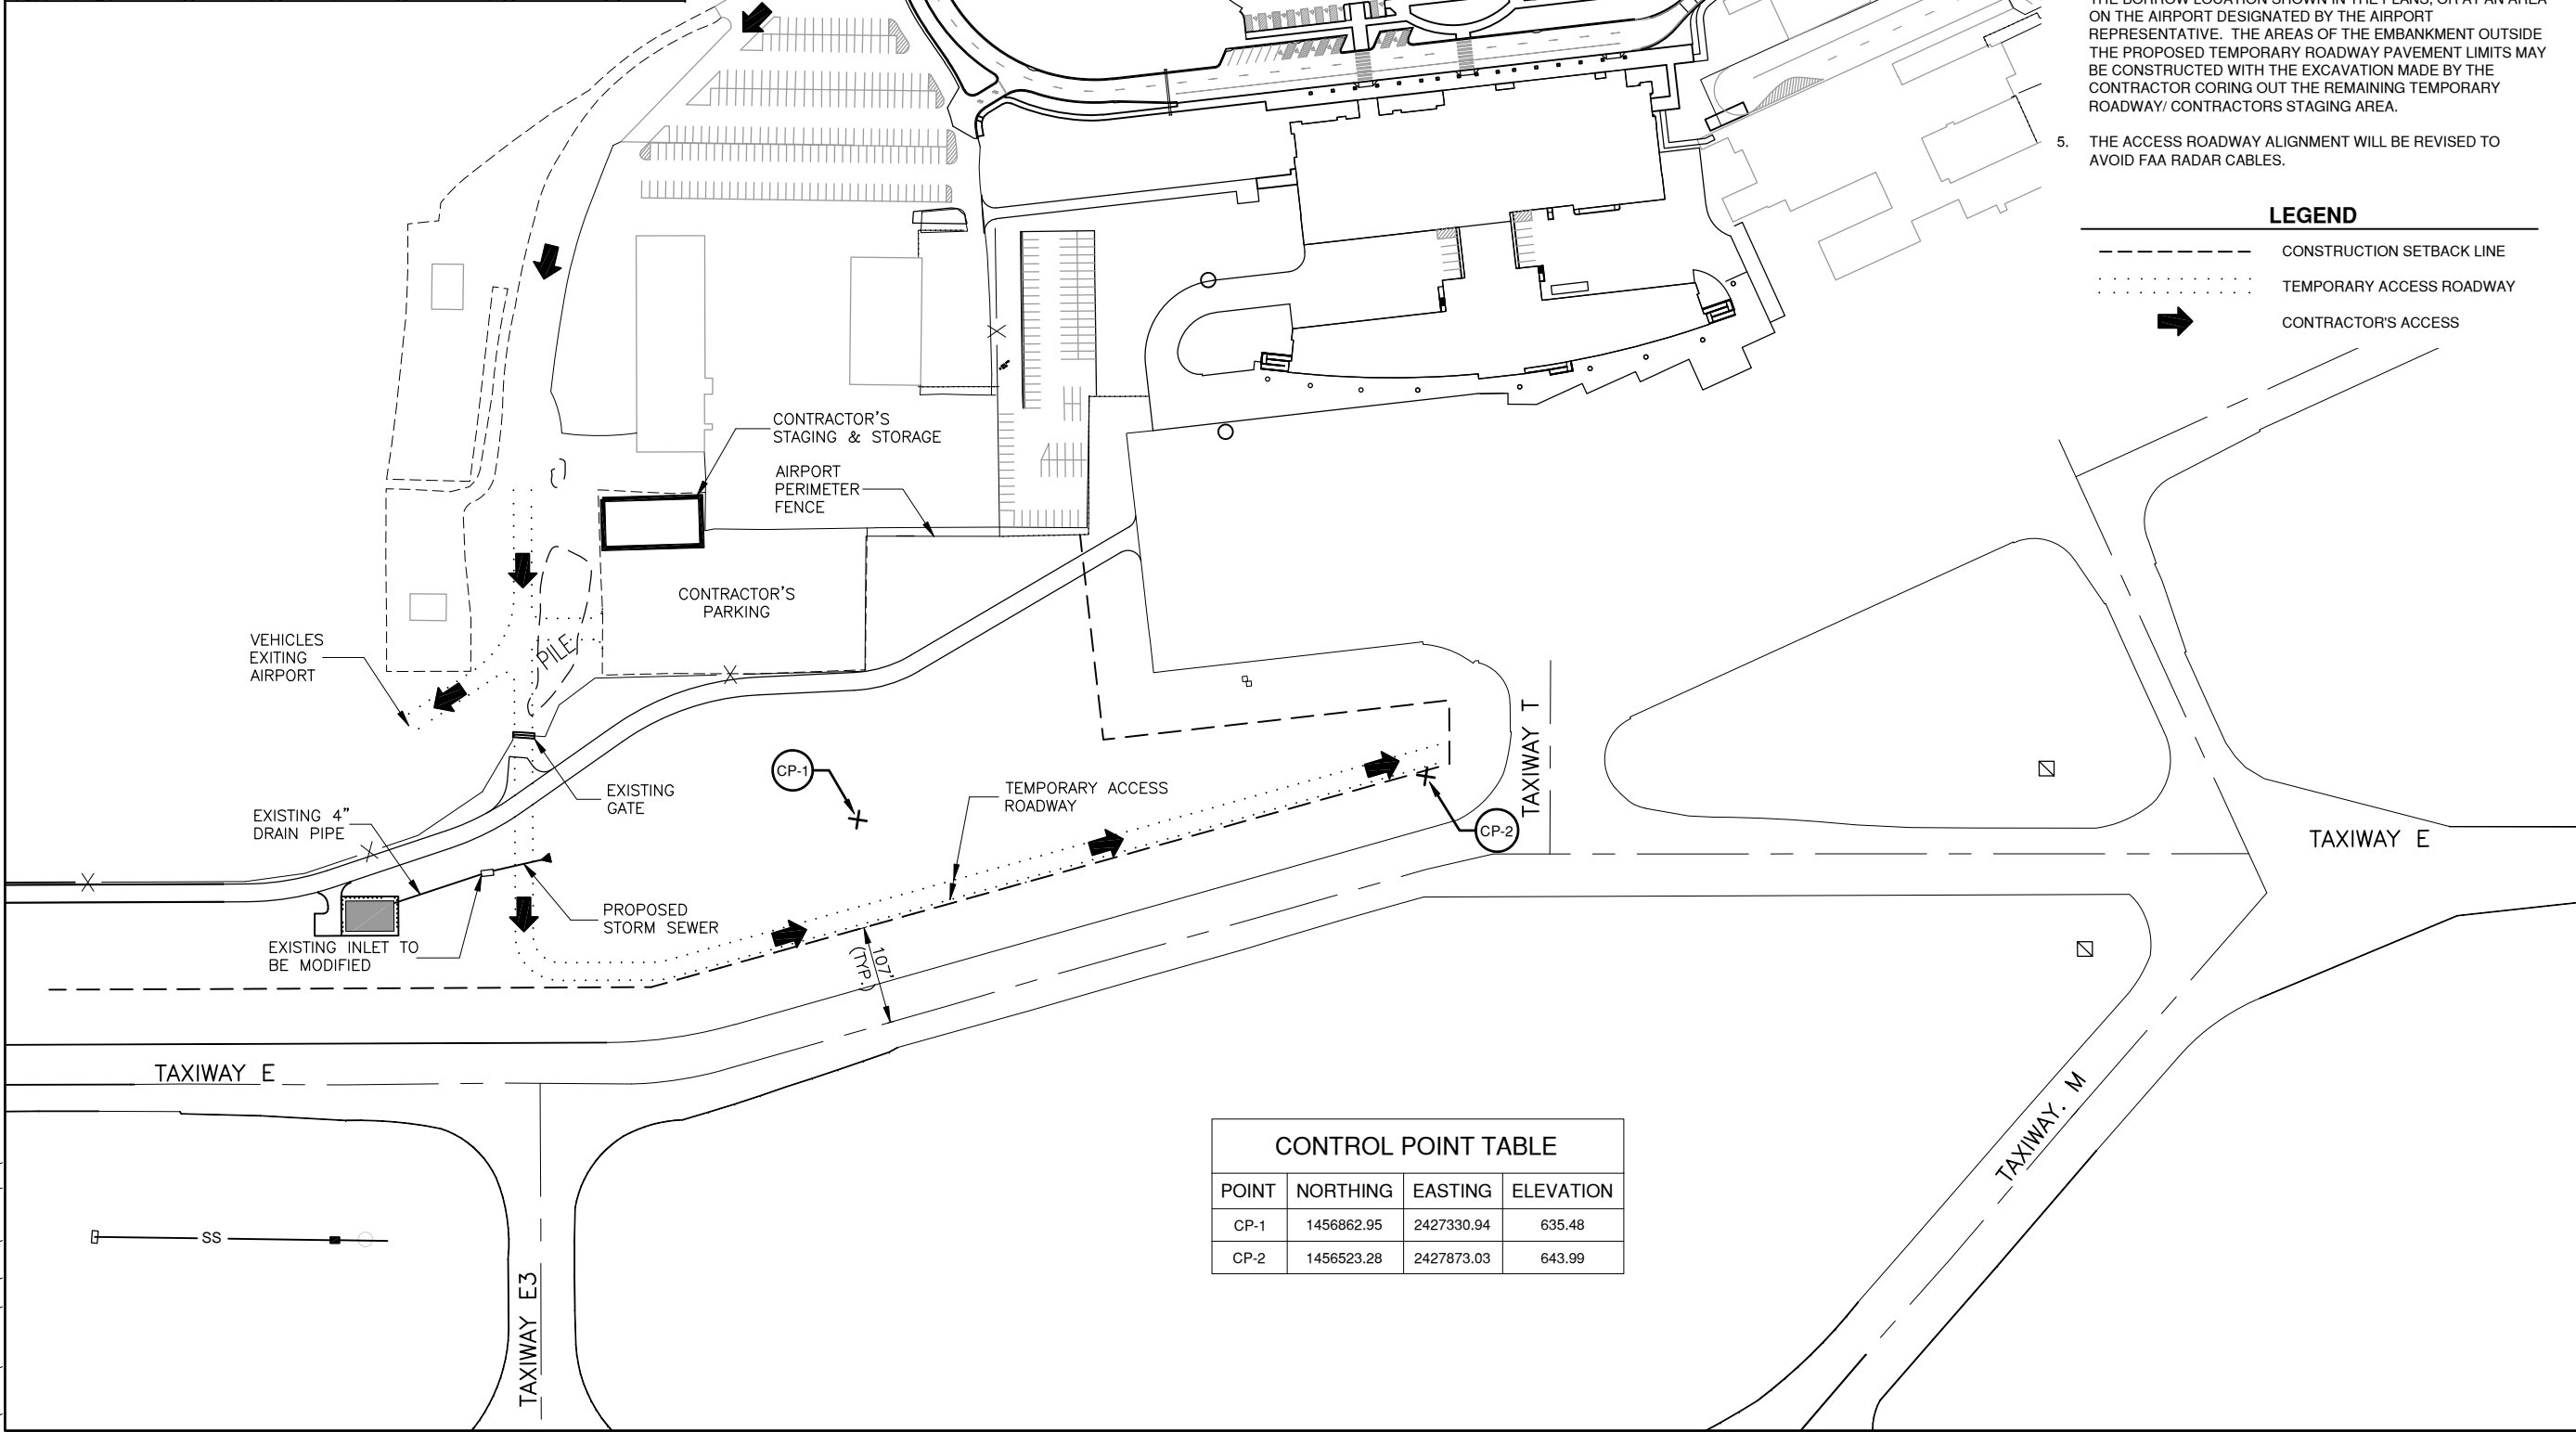 THE BORROW LOCATION SHOWN IN THE PLANS, OR AT AN AREA
ON THE AIRPORT DESIGNATED BY THE AIRPORT
REPRESENTATIVE. THE AREAS OF THE EMBANKMENT OUTSIDE
THE PROPOSED TEMPORARY ROADWAY PAVEMENT LIMITS MAY
BE CONSTRUCTED WITH THE EXCAVATION MADE BY THE
CONTRACTOR CORING OUT THE REMAINING TEMPORARY
ROADWAY/ CONTRACTORS STAGING AREA.
5. THE ACCESS ROADWAY ALIGNMENT WILL BE REVISED TO
AVOID FAA RADAR CABLES.
LEGEND
CONSTRUCTION SETBACK LINE
TEMPORARY ACCESS ROADWAY
CONTRACTOR'S ACCESS
CONTRACTOR'S
STAGING & STORAGE
AIRPORT
PERIMETER
FENCE
CONTRACTOR'S
PARKING
VEHICLES
EXITING
AIRPORT
PILE
EXISTING
GATE
CP-1
TEMPORARY ACCESS
ROADWAY
CP-2
TAXIWAY T
TAXIWAY E
EXISTING 4"
DRAIN PIPE
PROPOSED
STORM SEWER
EXISTING INLET TO
BE MODIFIED
107'
(TYP.)
TAXIWAY E
TAXIWAY. M
SS
TAXIWAY E3
CONTROL POINT TABLE
POINT NORTHING EASTING ELEVATION
CP-1 1456862.95 2427330.94 635.48
CP-2 1456523.28 2427873.03 643.99